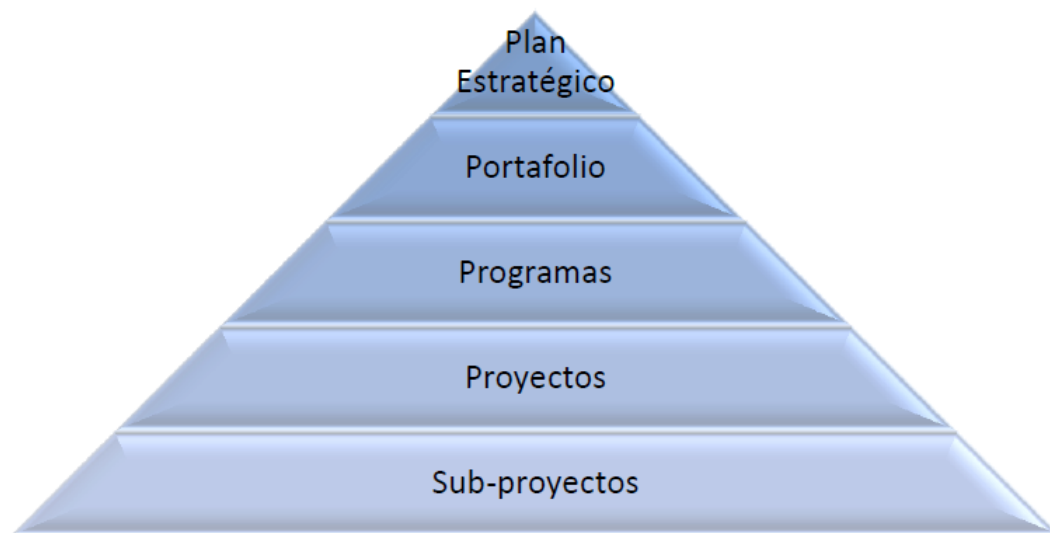 Plan
Estratégico
Portafolio
Programas
Proyectos
Sub-proyectos